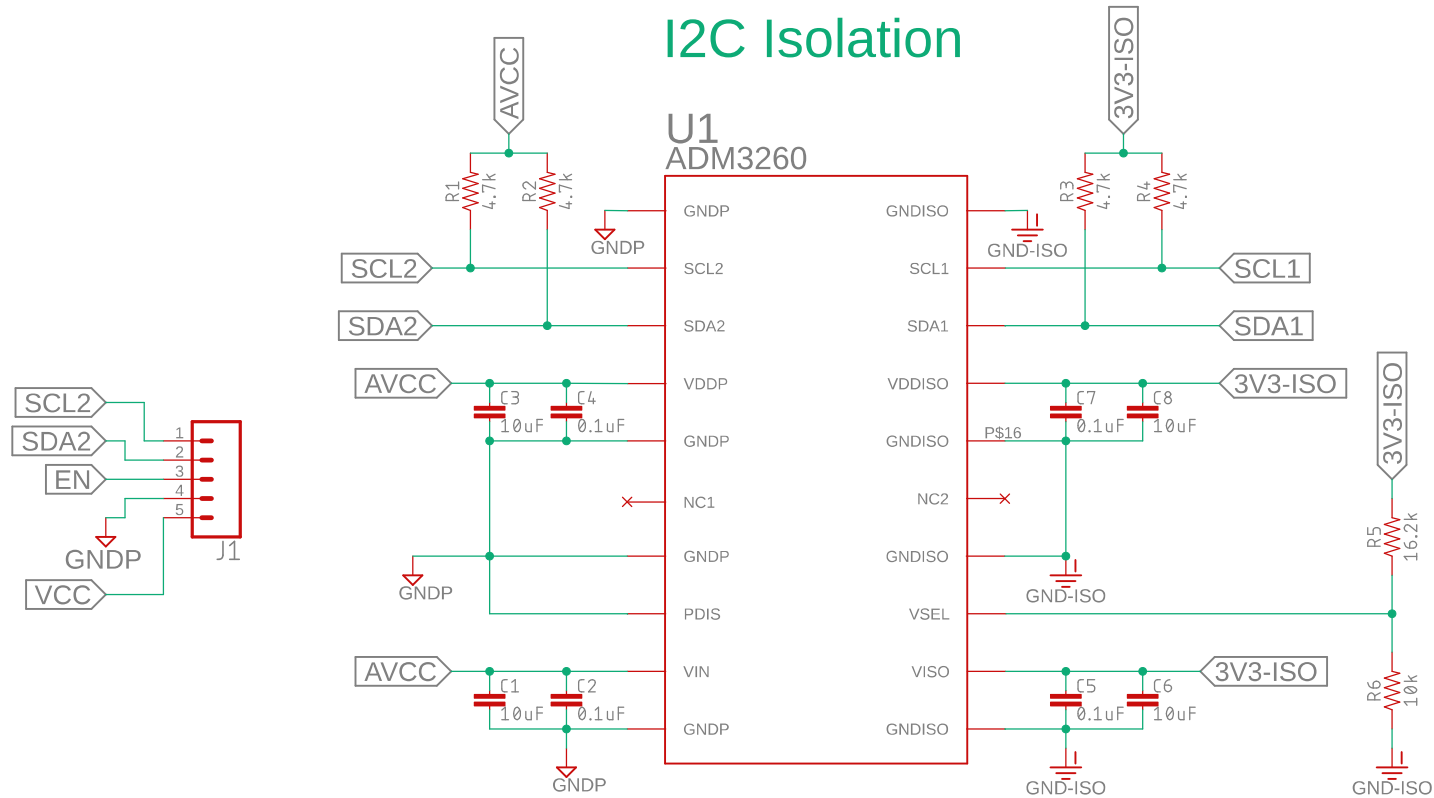 I2C Isolation
AVCC
3V3-ISO
U1
ADM3260
R1
4.7k
R2
4.7k
R3
4.7k
R4
4.7k
GNDP
GNDP
GNDISO
GND-ISO
SCL2
SCL2
SCL1
SCL1
SDA2
SDA2
SDA1
SDA1
AVCC
VDDP
VDDISO
3V3-ISO
3V3-ISO
C3
10uF
C4
0.1uF
C7
0.1uF
C8
10uF
GNDP
GNDISO
P$16
SCL2
SDA2
EN
GNDP
VCC
1
2
3
4
5
J1
NC1
NC2
R5
16.2k
GNDP
GNDP
GNDISO
GND-ISO
PDIS
VSEL
AVCC
VIN
VISO
3V3-ISO
C1
10uF
C2
0.1uF
C5
0.1uF
C6
10uF
R6
10k
GNDP
GNDISO
GNDP
GND-ISO
GND-ISO